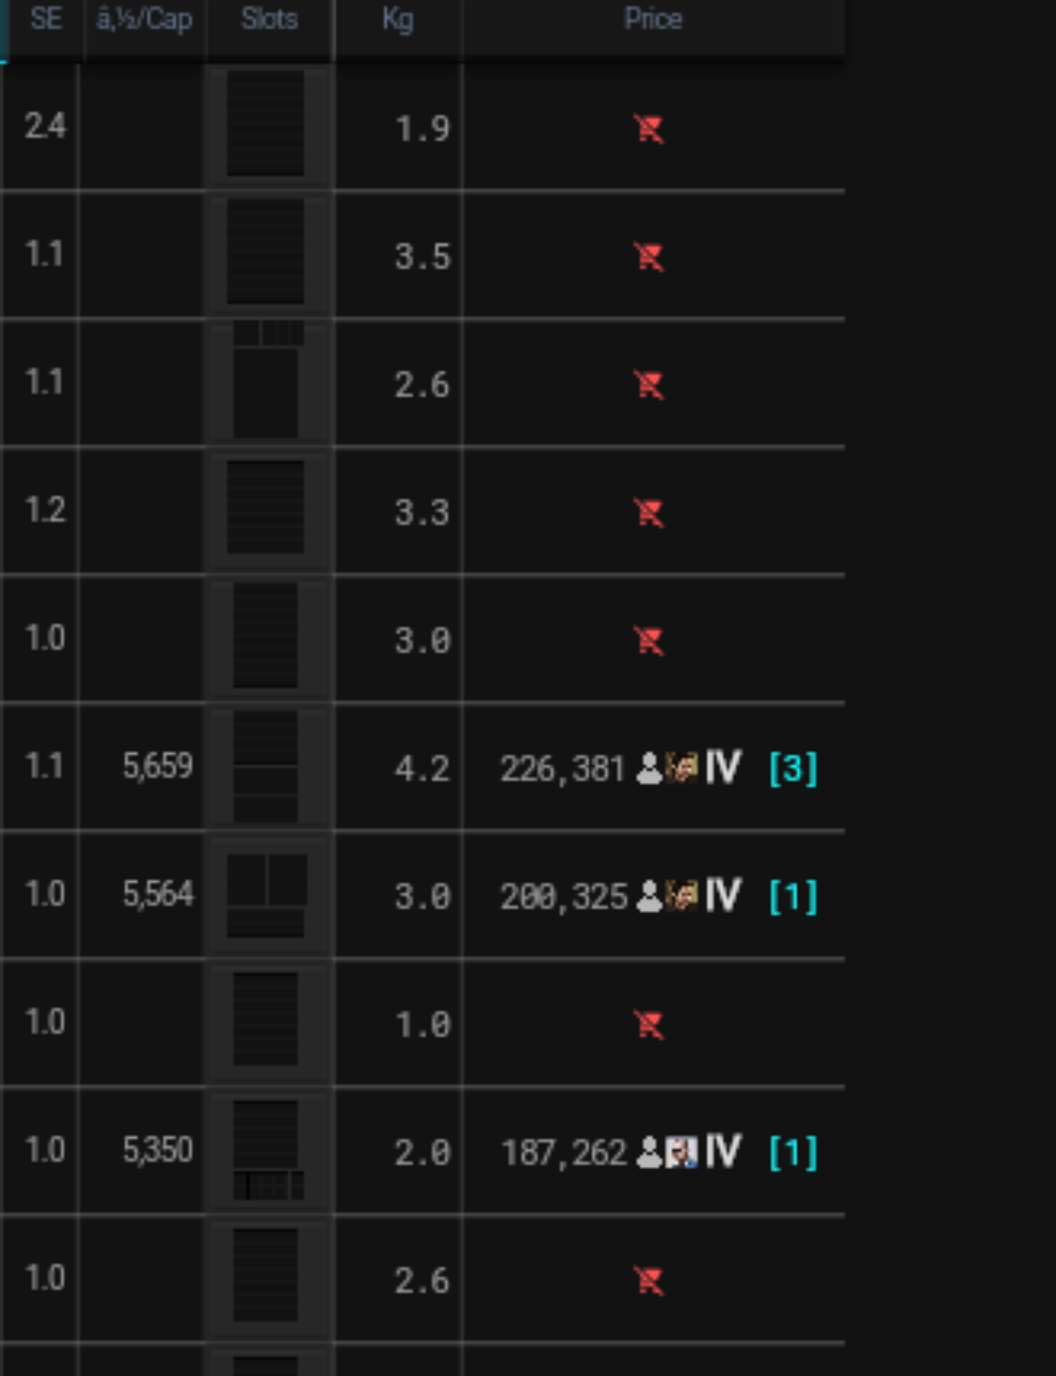 SE â‚½/Cap Slots Kg Price
2.4 1.9
1.1 3.5
1.1 2.6
1.2 3.3
1.0 3.0
1.1 5,659 4.2 226,381 IV [3]
1.0 5,564 3.0 200,325 IV [1]
1.0 1.0
1.0 5,350 2.0 187,262 IV [1]
1.0 2.6